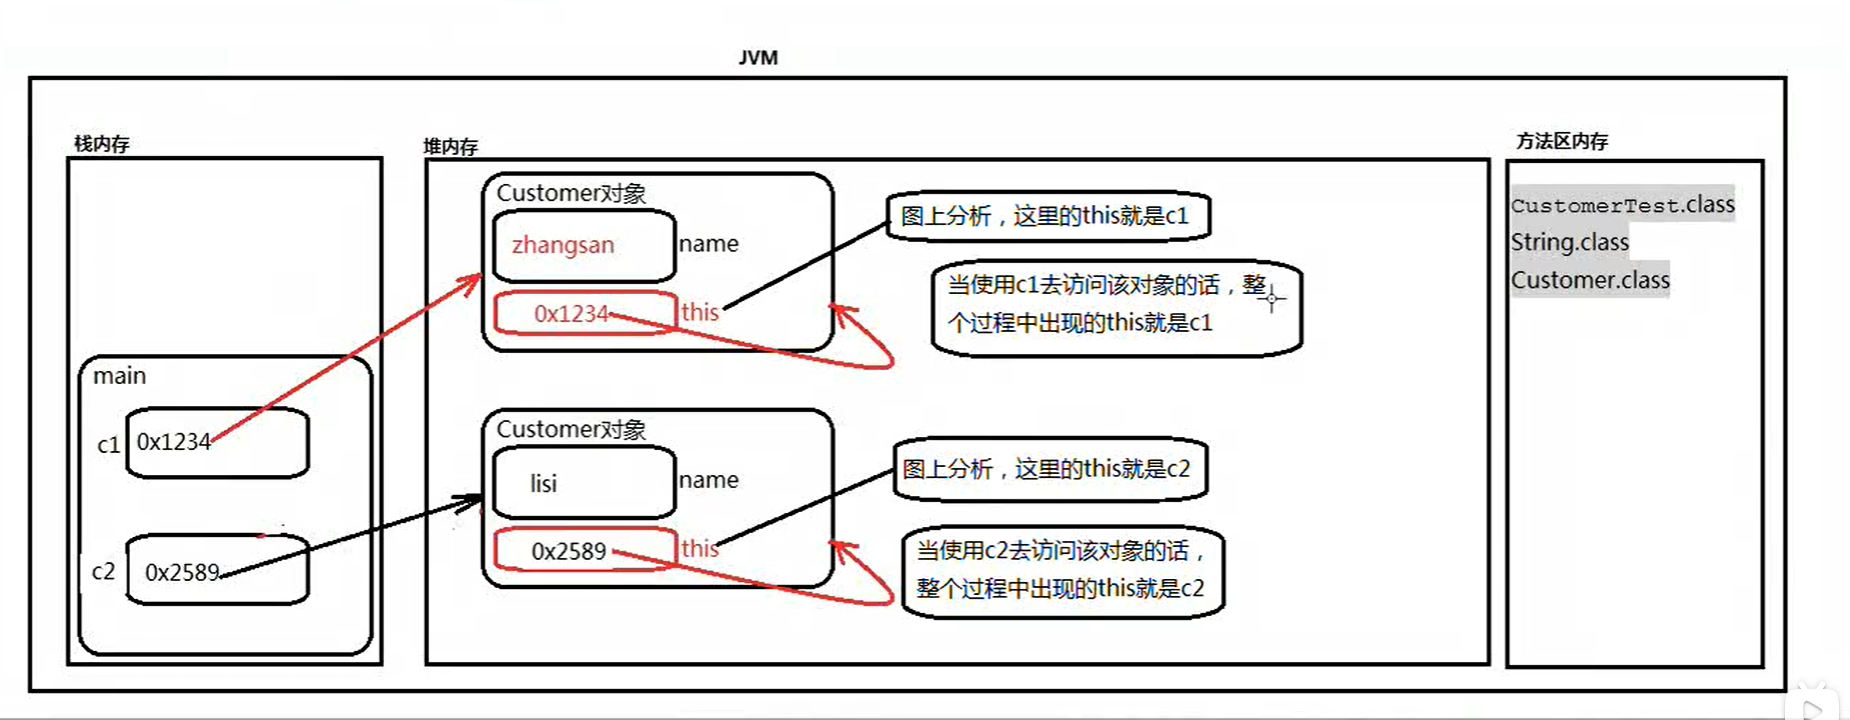 JVM
栈内存
main
c1
0x1234
c2
0x2589
堆内存
Customer对象
zhangsan
name
0x1234
this
图上分析，这里的this就是c1
当使用c1去访问该对象的话，整
个过程中出现的this就是c1
Customer对象
lisi
name
0x2589
this
图上分析，这里的this就是c2
当使用c2去访问该对象的话，
整个过程中出现的this就是c2
方法区内存
CustomerTest.class
String.class
Customer.class